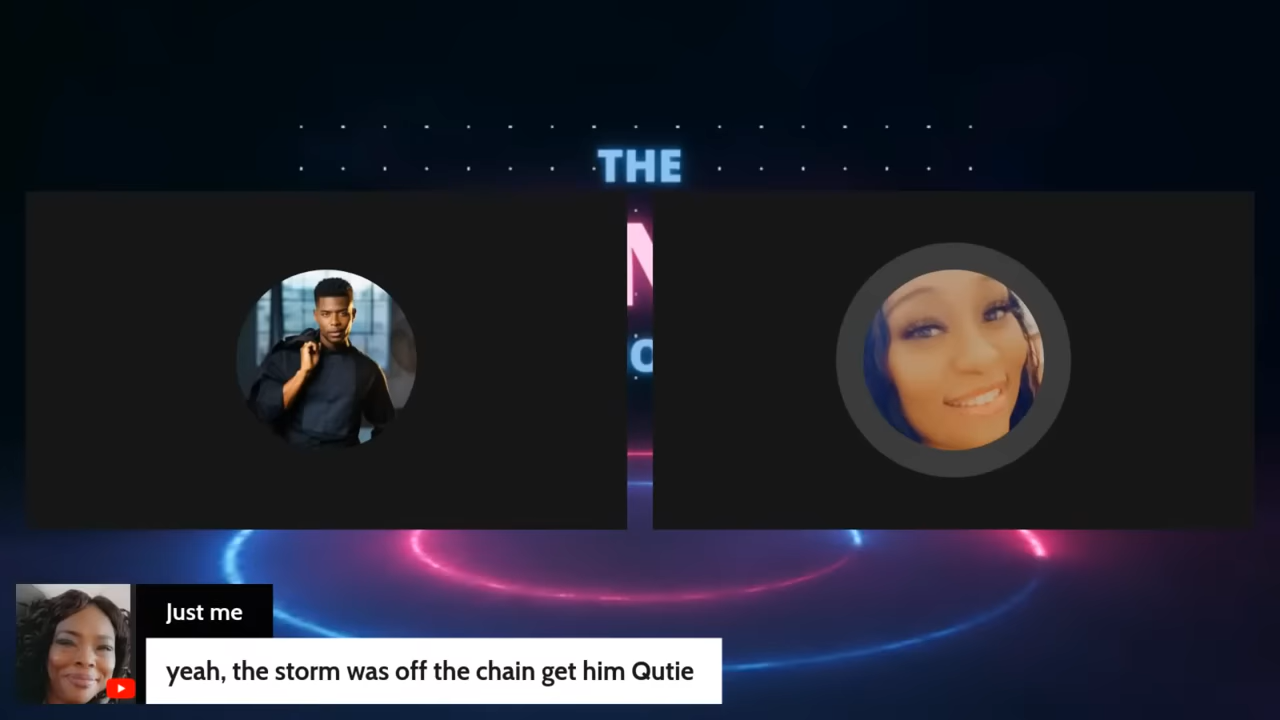 THE
N
O
Just me
yeah, the storm was off the chain get him Qutie